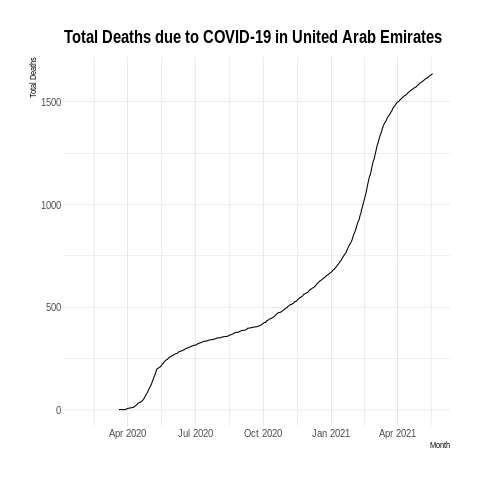 Total Deaths due to COVID-19 in United Arab Emirates
Total Deaths
1500
1000
500
0
Apr 2020 Jul 2020 Oct 2020 Jan 2021 Apr 2021
Month